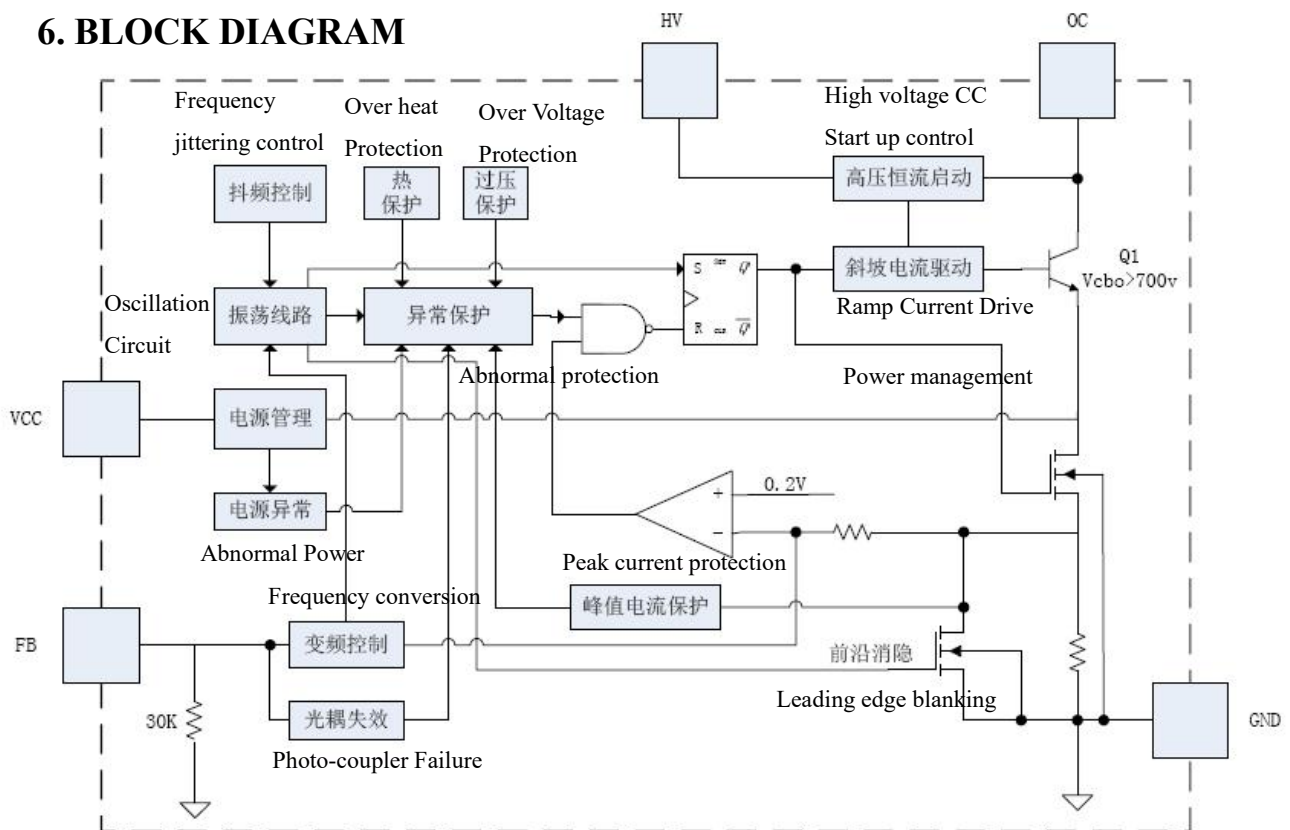 6. BLOCK DIAGRAM
HV
OC
Frequency
jittering control
Over heat
Protection
Over Voltage
Protection
High voltage CC
Start up control
抖频控制
热
保护
过压
保护
高压恒流启动
S
Q
Q1
Vcbo>700v
斜坡电流驱动
Ramp Current Drive
Oscillation
Circuit
振荡线路
异常保护
R
Q
Abnormal protection
Power management
VCC
电源管理
电源异常
Abnormal Power
+
0.2V
-
Peak current protection
Frequency conversion
峰值电流保护
FB
变频控制
前沿消隐
Leading edge blanking
30K
光耦失效
Photo-coupler Failure
GND